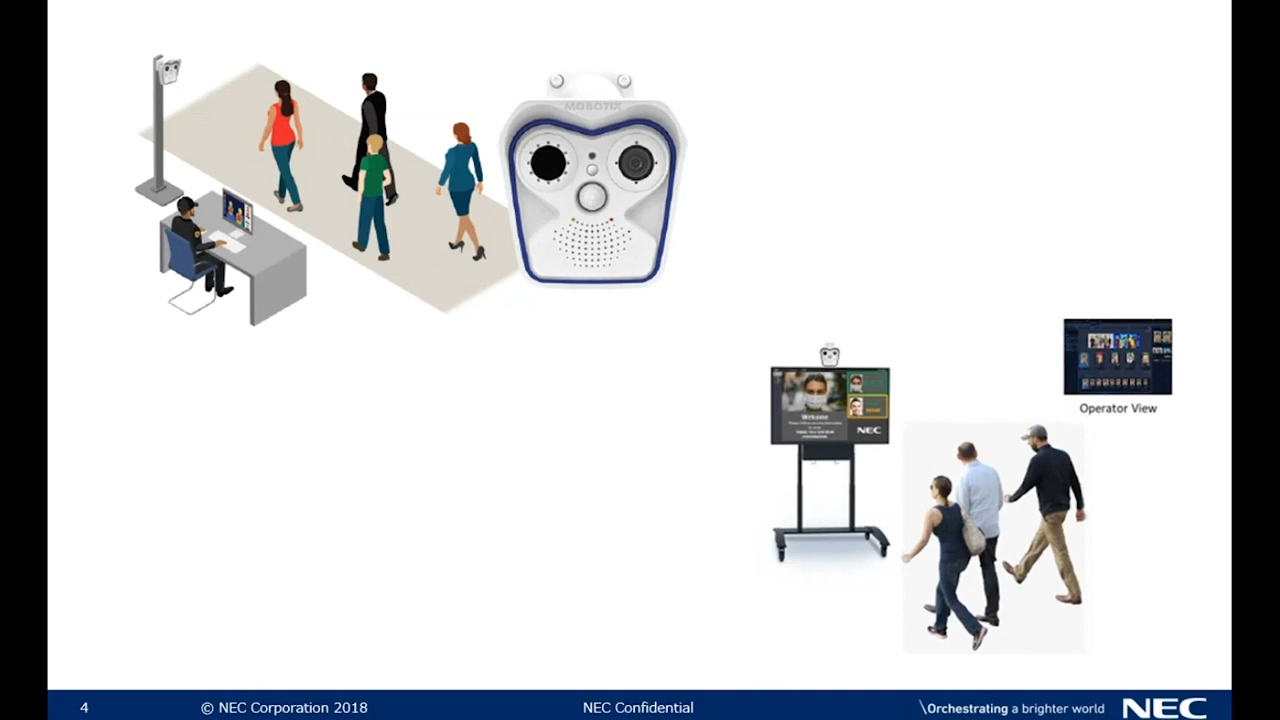 MOBOTIX
Welcome
NEC
Operator View
4
© NEC Corporation 2018
NEC Confidential
\Orchestrating a brighter world
NEC